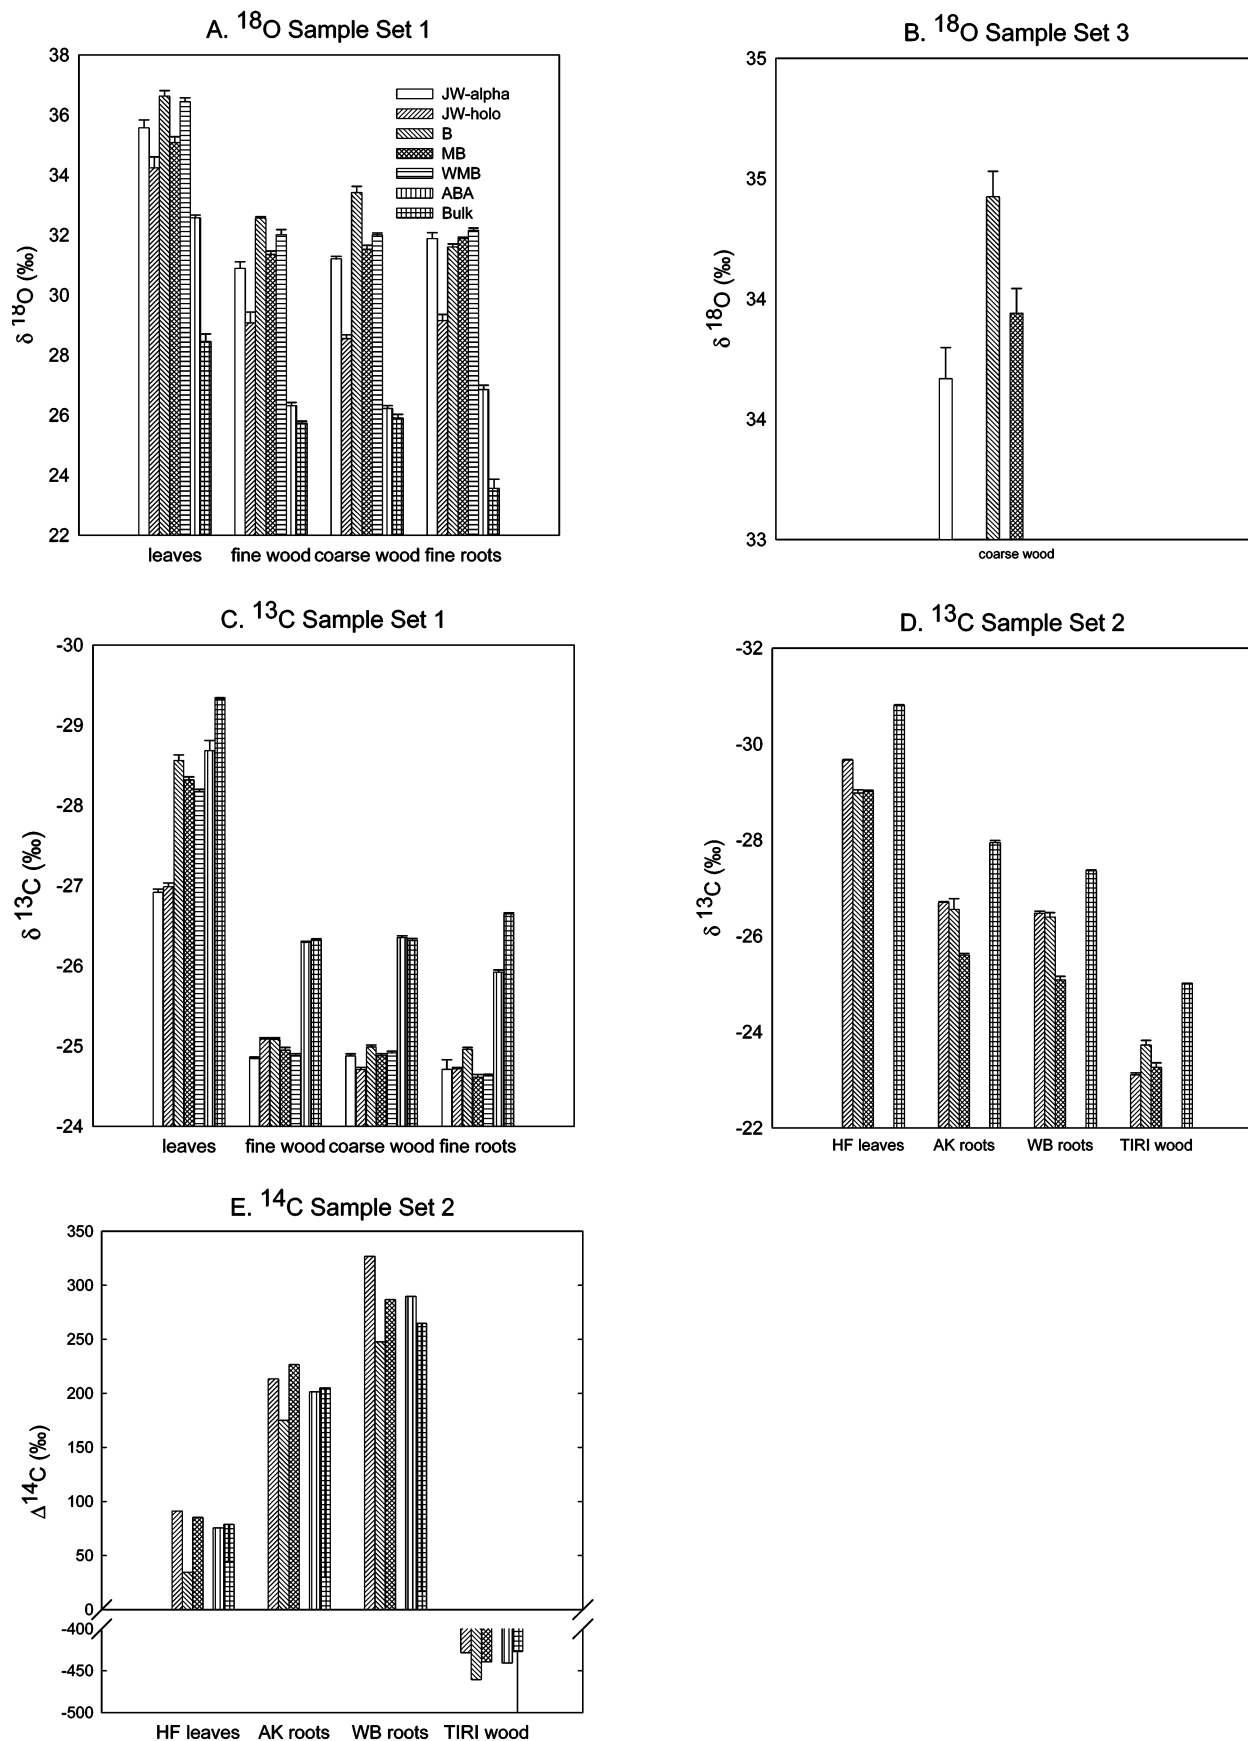 A. 18O Sample Set 1
38
36
34
32
30
28
26
24
22
δ 18O (‰)
JW-alpha
JW-holo
B
MB
WMB
ABA
Bulk
leaves fine wood coarse wood fine roots
B. 18O Sample Set 3
35
35
34
34
33
δ 18O (‰)
coarse wood
C. 13C Sample Set 1
-30
-29
-28
-27
-26
-25
-24
δ 13C (‰)
leaves fine wood coarse wood fine roots
D. 13C Sample Set 2
-32
-30
-28
-26
-24
-22
δ 13C (‰)
HF leaves AK roots WB roots TIRI wood
E. 14C Sample Set 2
350
300
250
200
150
100
50
0
-400
-450
-500
Δ14C (‰)
HF leaves AK roots WB roots TIRI wood